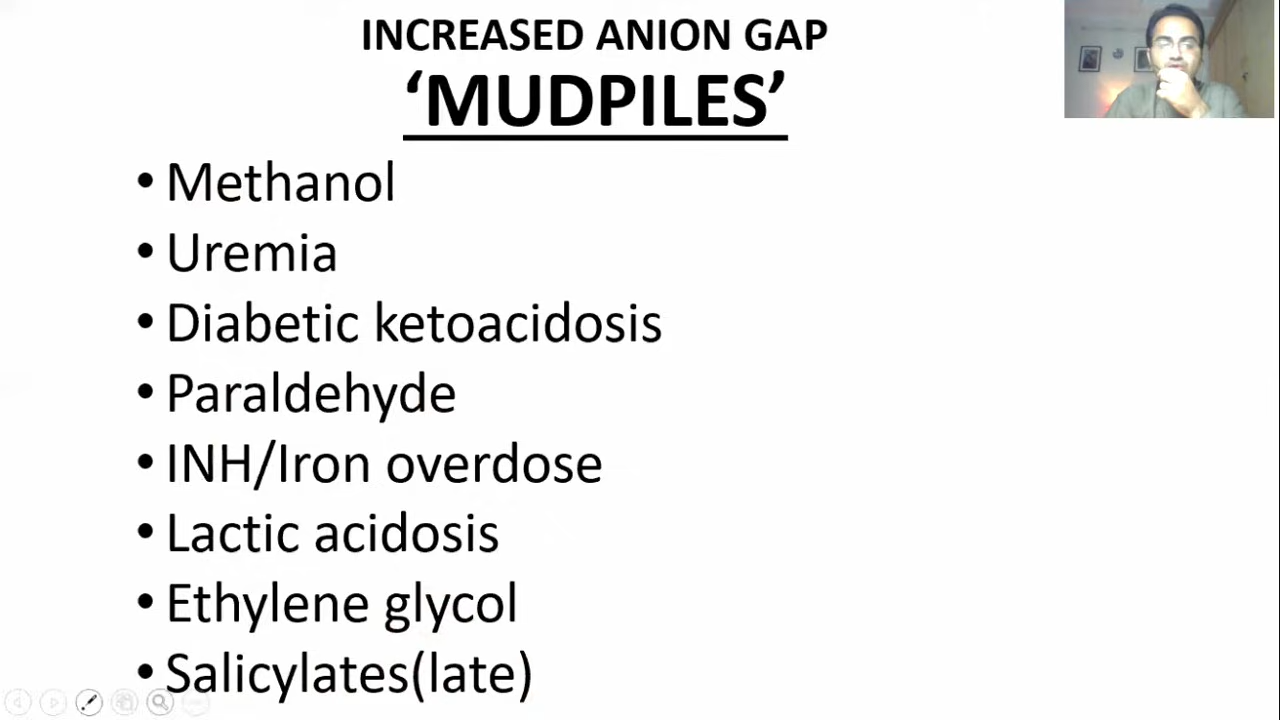 INCREASED ANION GAP
‘MUDPILES’
• Methanol
• Uremia
• Diabetic ketoacidosis
• Paraldehyde
• INH/Iron overdose
• Lactic acidosis
• Ethylene glycol
• Salicylates(late)